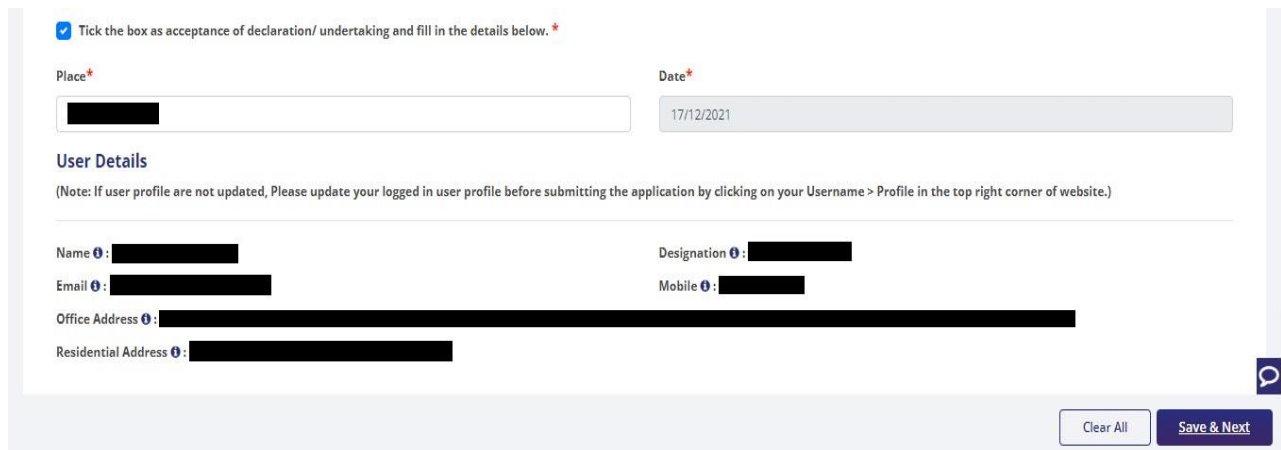 Tick the box as acceptance of declaration/ undertaking and fill in the details below. *
Place*
Date*
17/12/2021
User Details
(Note: If user profile are not updated, Please update your logged in user profile before submitting the application by clicking on your Username > Profile in the top right corner of website.)
Name :
Designation :
Email :
Mobile :
Office Address :
Residential Address :
Clear All
Save & Next